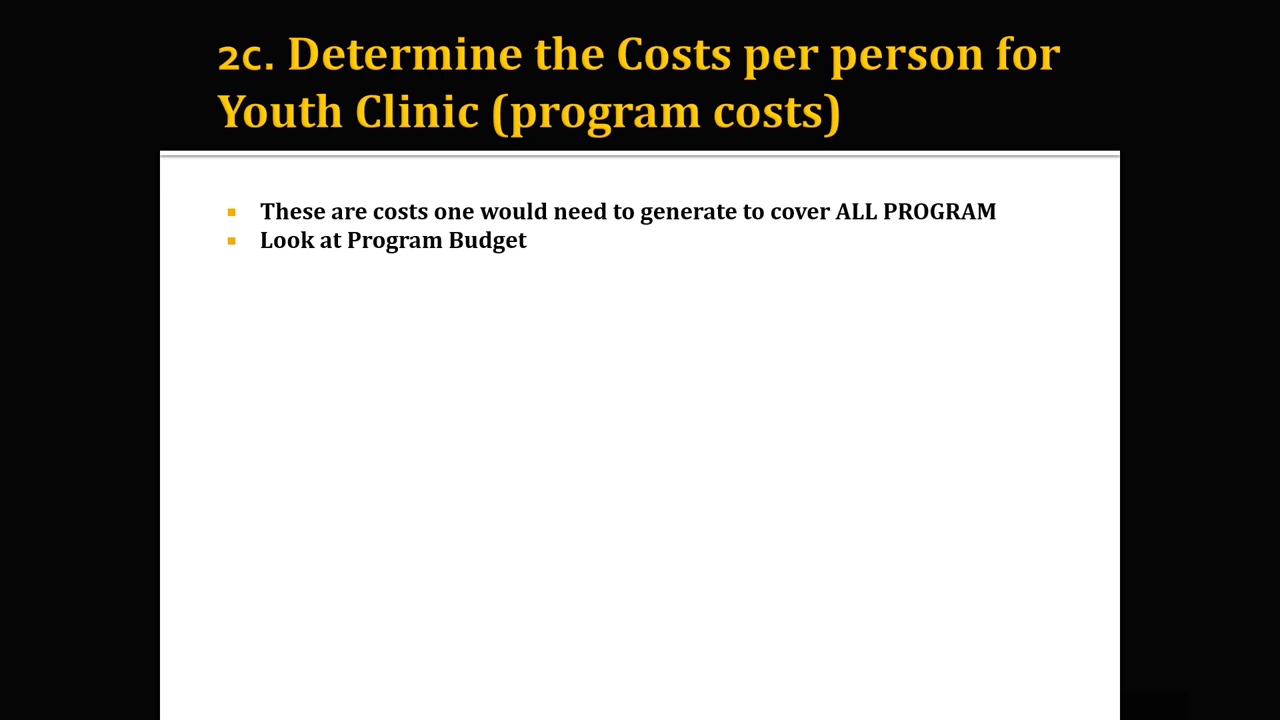 2c. Determine the Costs per person for
Youth Clinic (program costs)
These are costs one would need to generate to cover ALL PROGRAM
Look at Program Budget